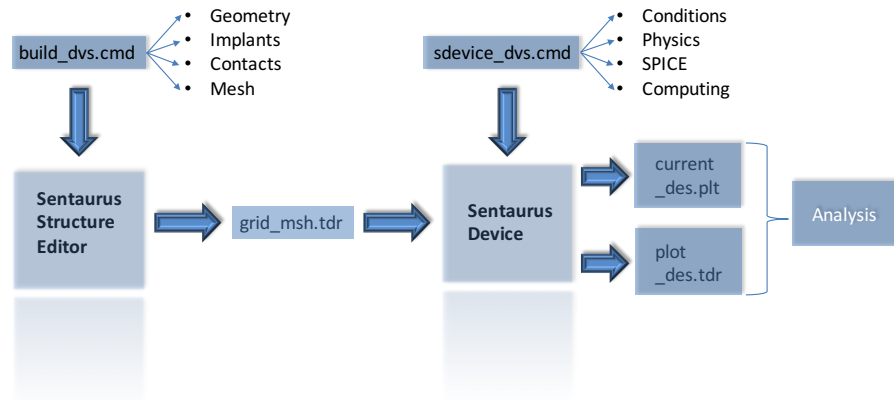 build_dvs.cmd
• Geometry
• Implants
• Contacts
• Mesh
sdevice_dvs.cmd
• Conditions
• Physics
• SPICE
• Computing
Sentaurus
Structure
Editor
grid_msh.tdr
Sentaurus
Device
current
_des.plt
plot
_des.tdr
Analysis